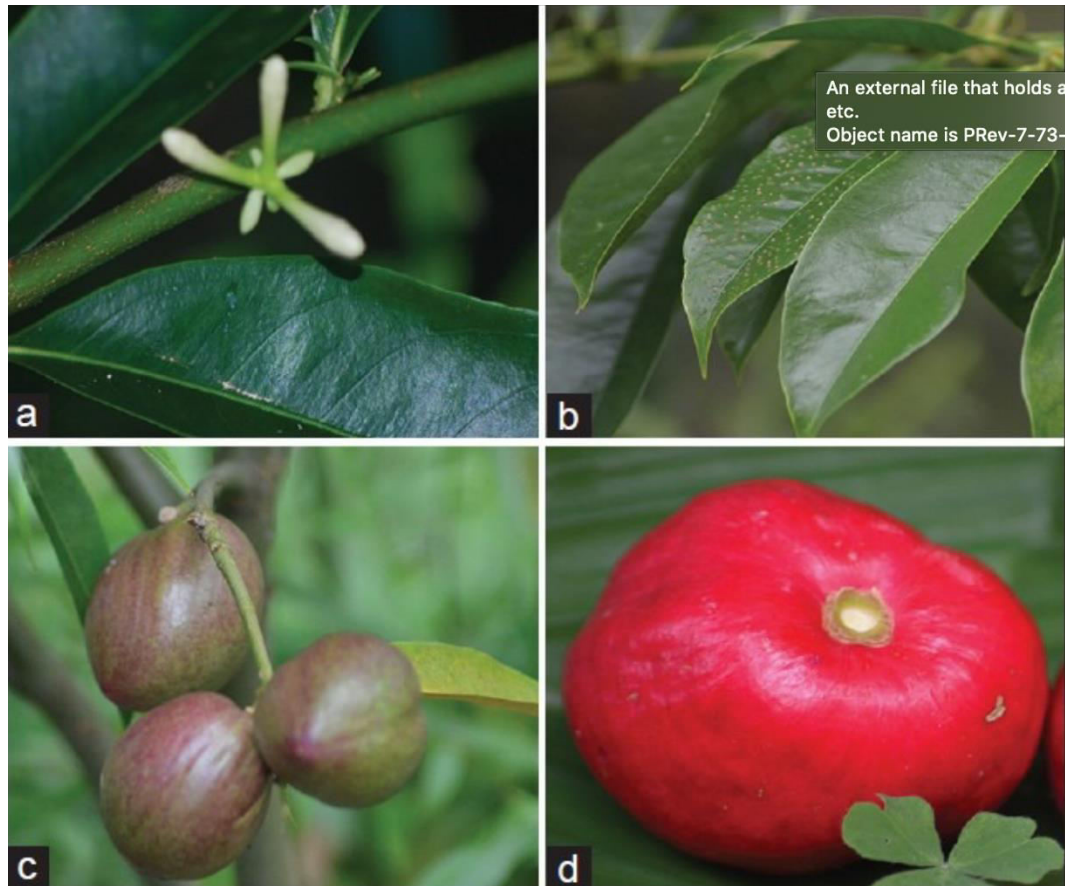 a
b
An external file that holds a
etc.
Object name is PRev-7-73-
c
d